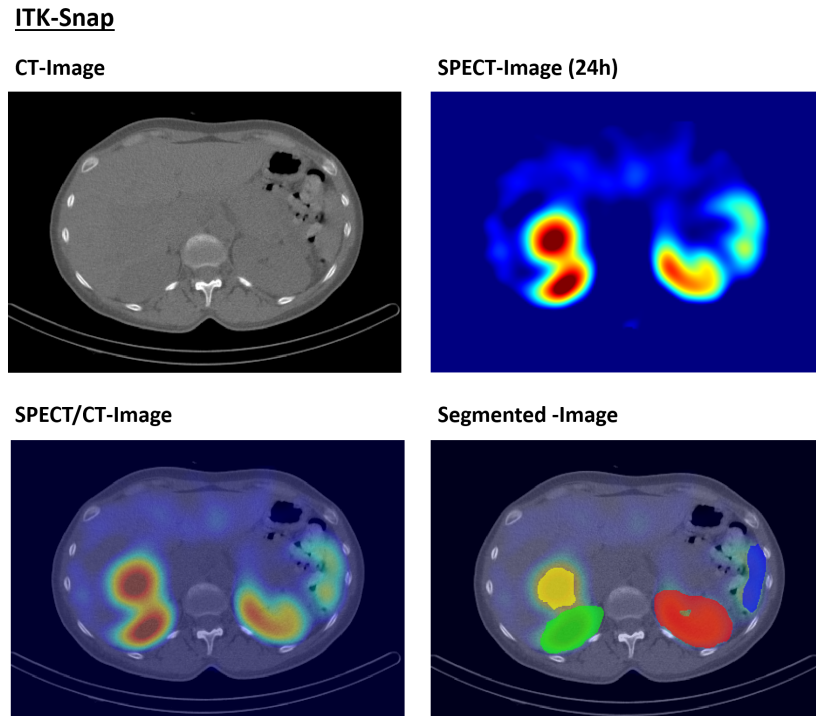 ITK-Snap
CT-Image
SPECT-Image (24h)
SPECT/CT-Image
Segmented -Image